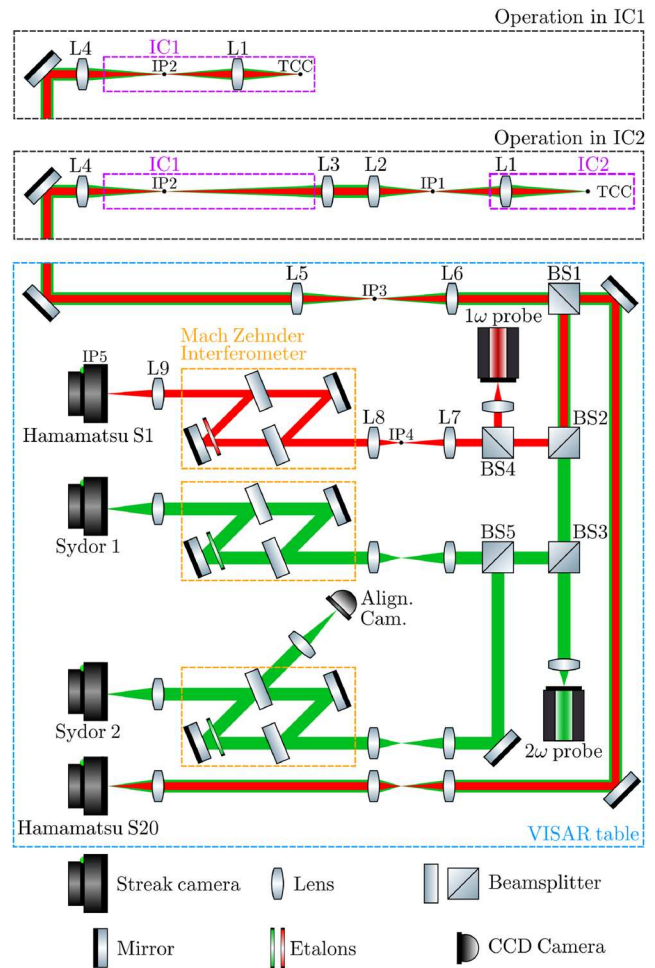 Operation in IC1
L4
IC1
L1
IP2
TCC
Operation in IC2
L4
IC1
L3
L2
L1
IC2
IP2
IP1
TCC
L5
L6
BS1
IP3
1ω probe
Mach Zehnder
Interferometer
IP5
L9
L8
L7
BS2
IP4
Hamamatsu S1
BS4
BS5
BS3
Sydor 1
Align.
Cam.
Sydor 2
2ω probe
Hamamatsu S20
VISAR table
Streak camera
Lens
Beamsplitter
Mirror
Etalons
CCD Camera